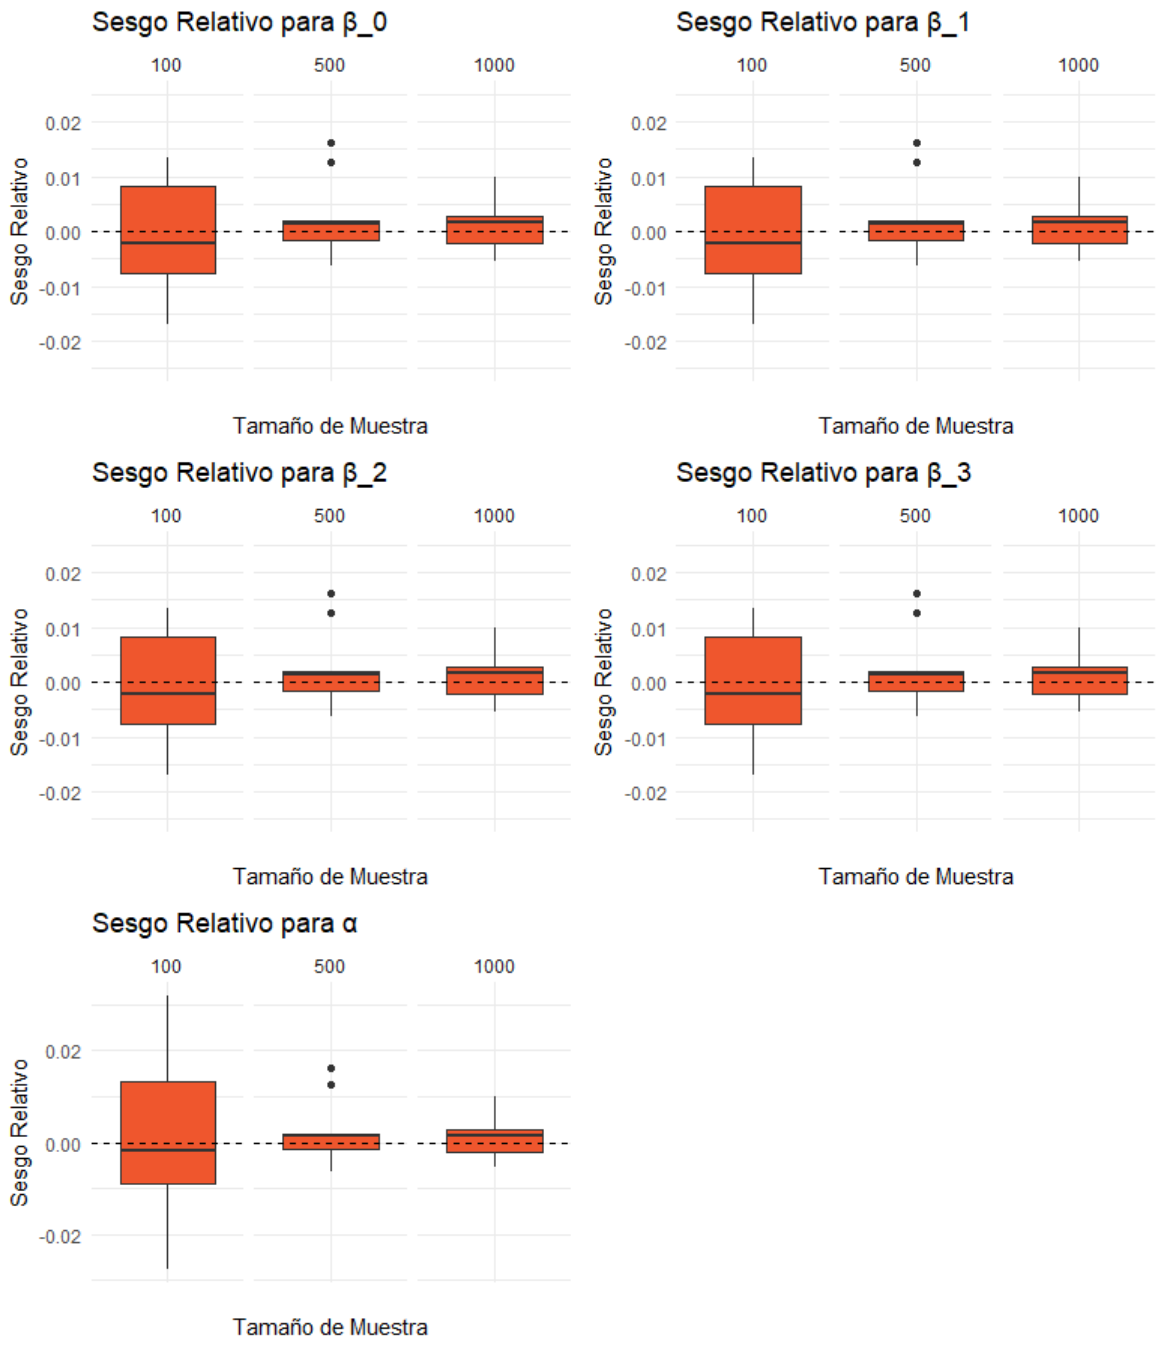 Sesgo Relativo para β_0
100 500 1000
0.02
0.01
0.00
-0.01
-0.02
Sesgo Relativo
Tamaño de Muestra
Sesgo Relativo para β_1
100 500 1000
0.02
0.01
0.00
-0.01
-0.02
Sesgo Relativo
Tamaño de Muestra
Sesgo Relativo para β_2
100 500 1000
0.02
0.01
0.00
-0.01
-0.02
Sesgo Relativo
Tamaño de Muestra
Sesgo Relativo para β_3
100 500 1000
0.02
0.01
0.00
-0.01
-0.02
Sesgo Relativo
Tamaño de Muestra
Sesgo Relativo para α
100 500 1000
0.02
0.00
-0.02
Sesgo Relativo
Tamaño de Muestra